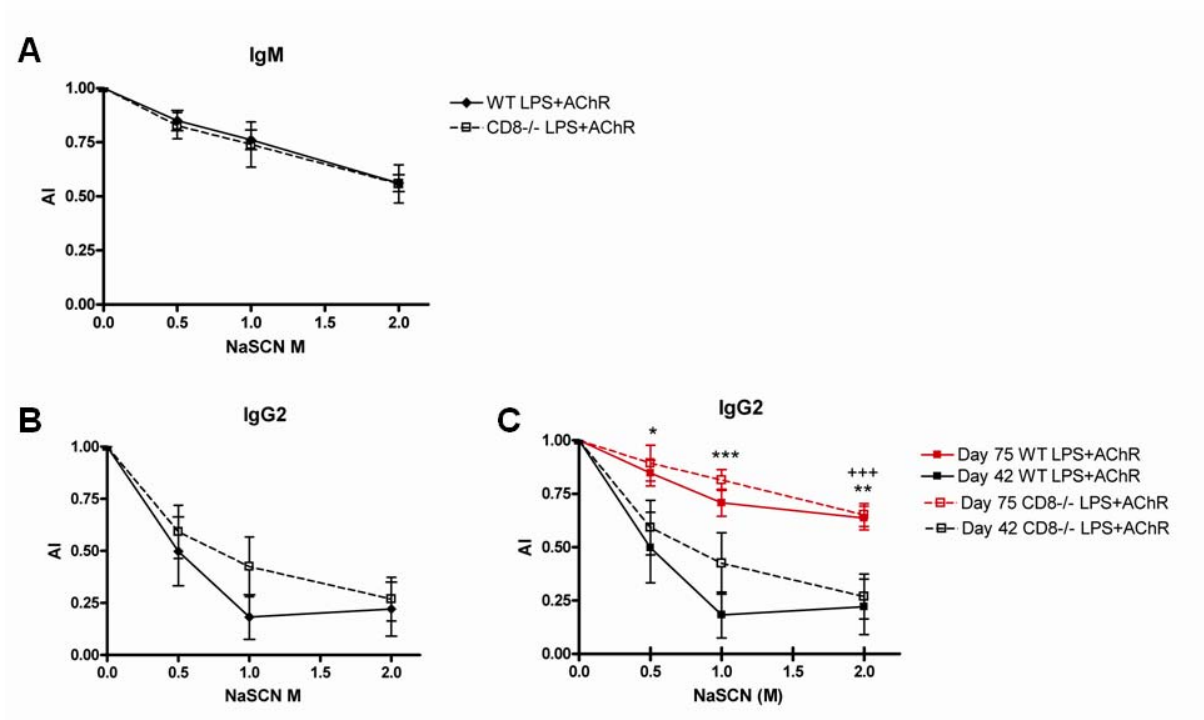 A
IgM
1.00
0.75
0.50
0.25
0.00
AI
0.0 0.5 1.0 1.5 2.0
NaSCN M
WT LPS+AChR
CD8-/- LPS+AChR
B
IgG2
1.00
0.75
0.50
0.25
0.00
AI
0.0 0.5 1.0 1.5 2.0
NaSCN M
C
IgG2
1.00
0.75
0.50
0.25
0.00
AI
* *** +++
**
0.0 0.5 1.0 1.5 2.0
NaSCN (M)
Day 75 WT LPS+AChR
Day 42 WT LPS+AChR
Day 75 CD8-/- LPS+AChR
Day 42 CD8-/- LPS+AChR